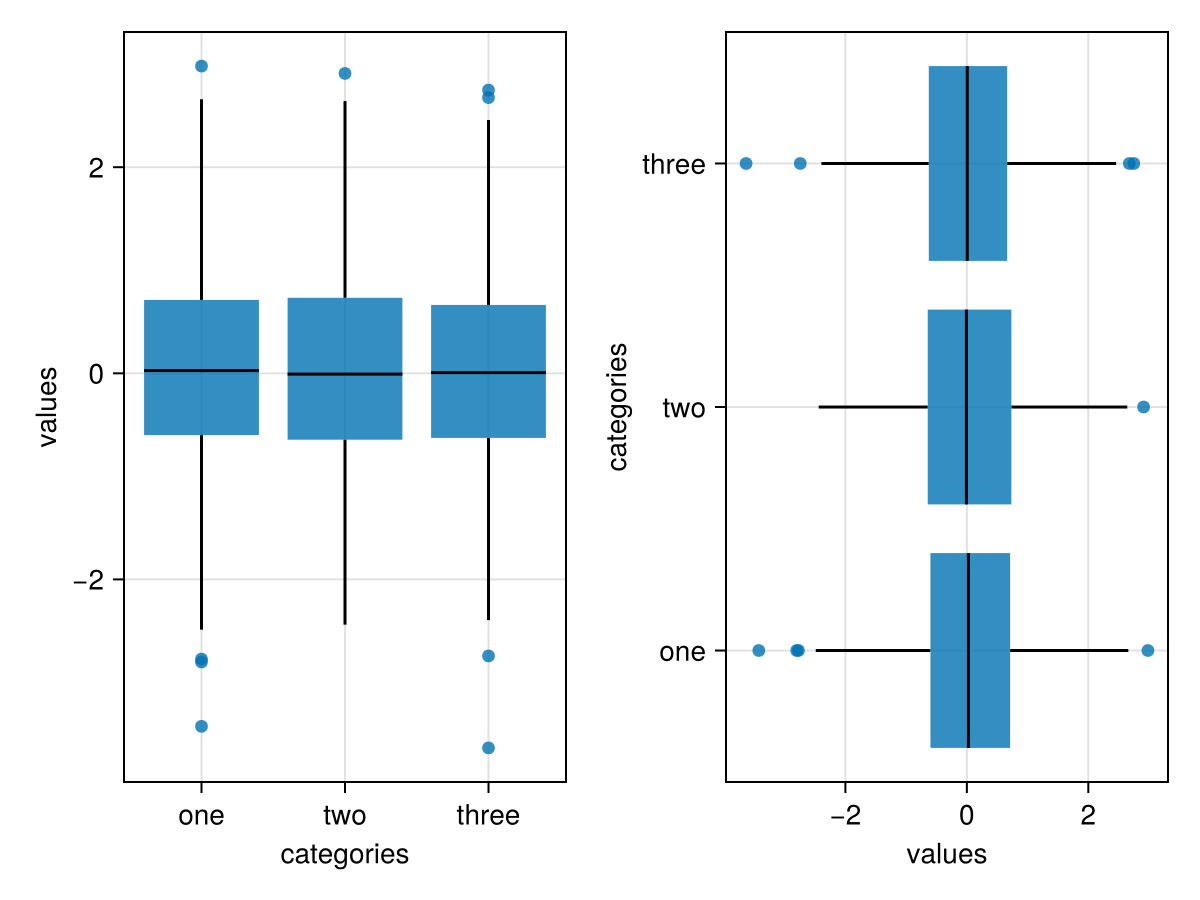 values
2
0
−2
one two three
categories
categories
three
two
one
−2 0 2
values